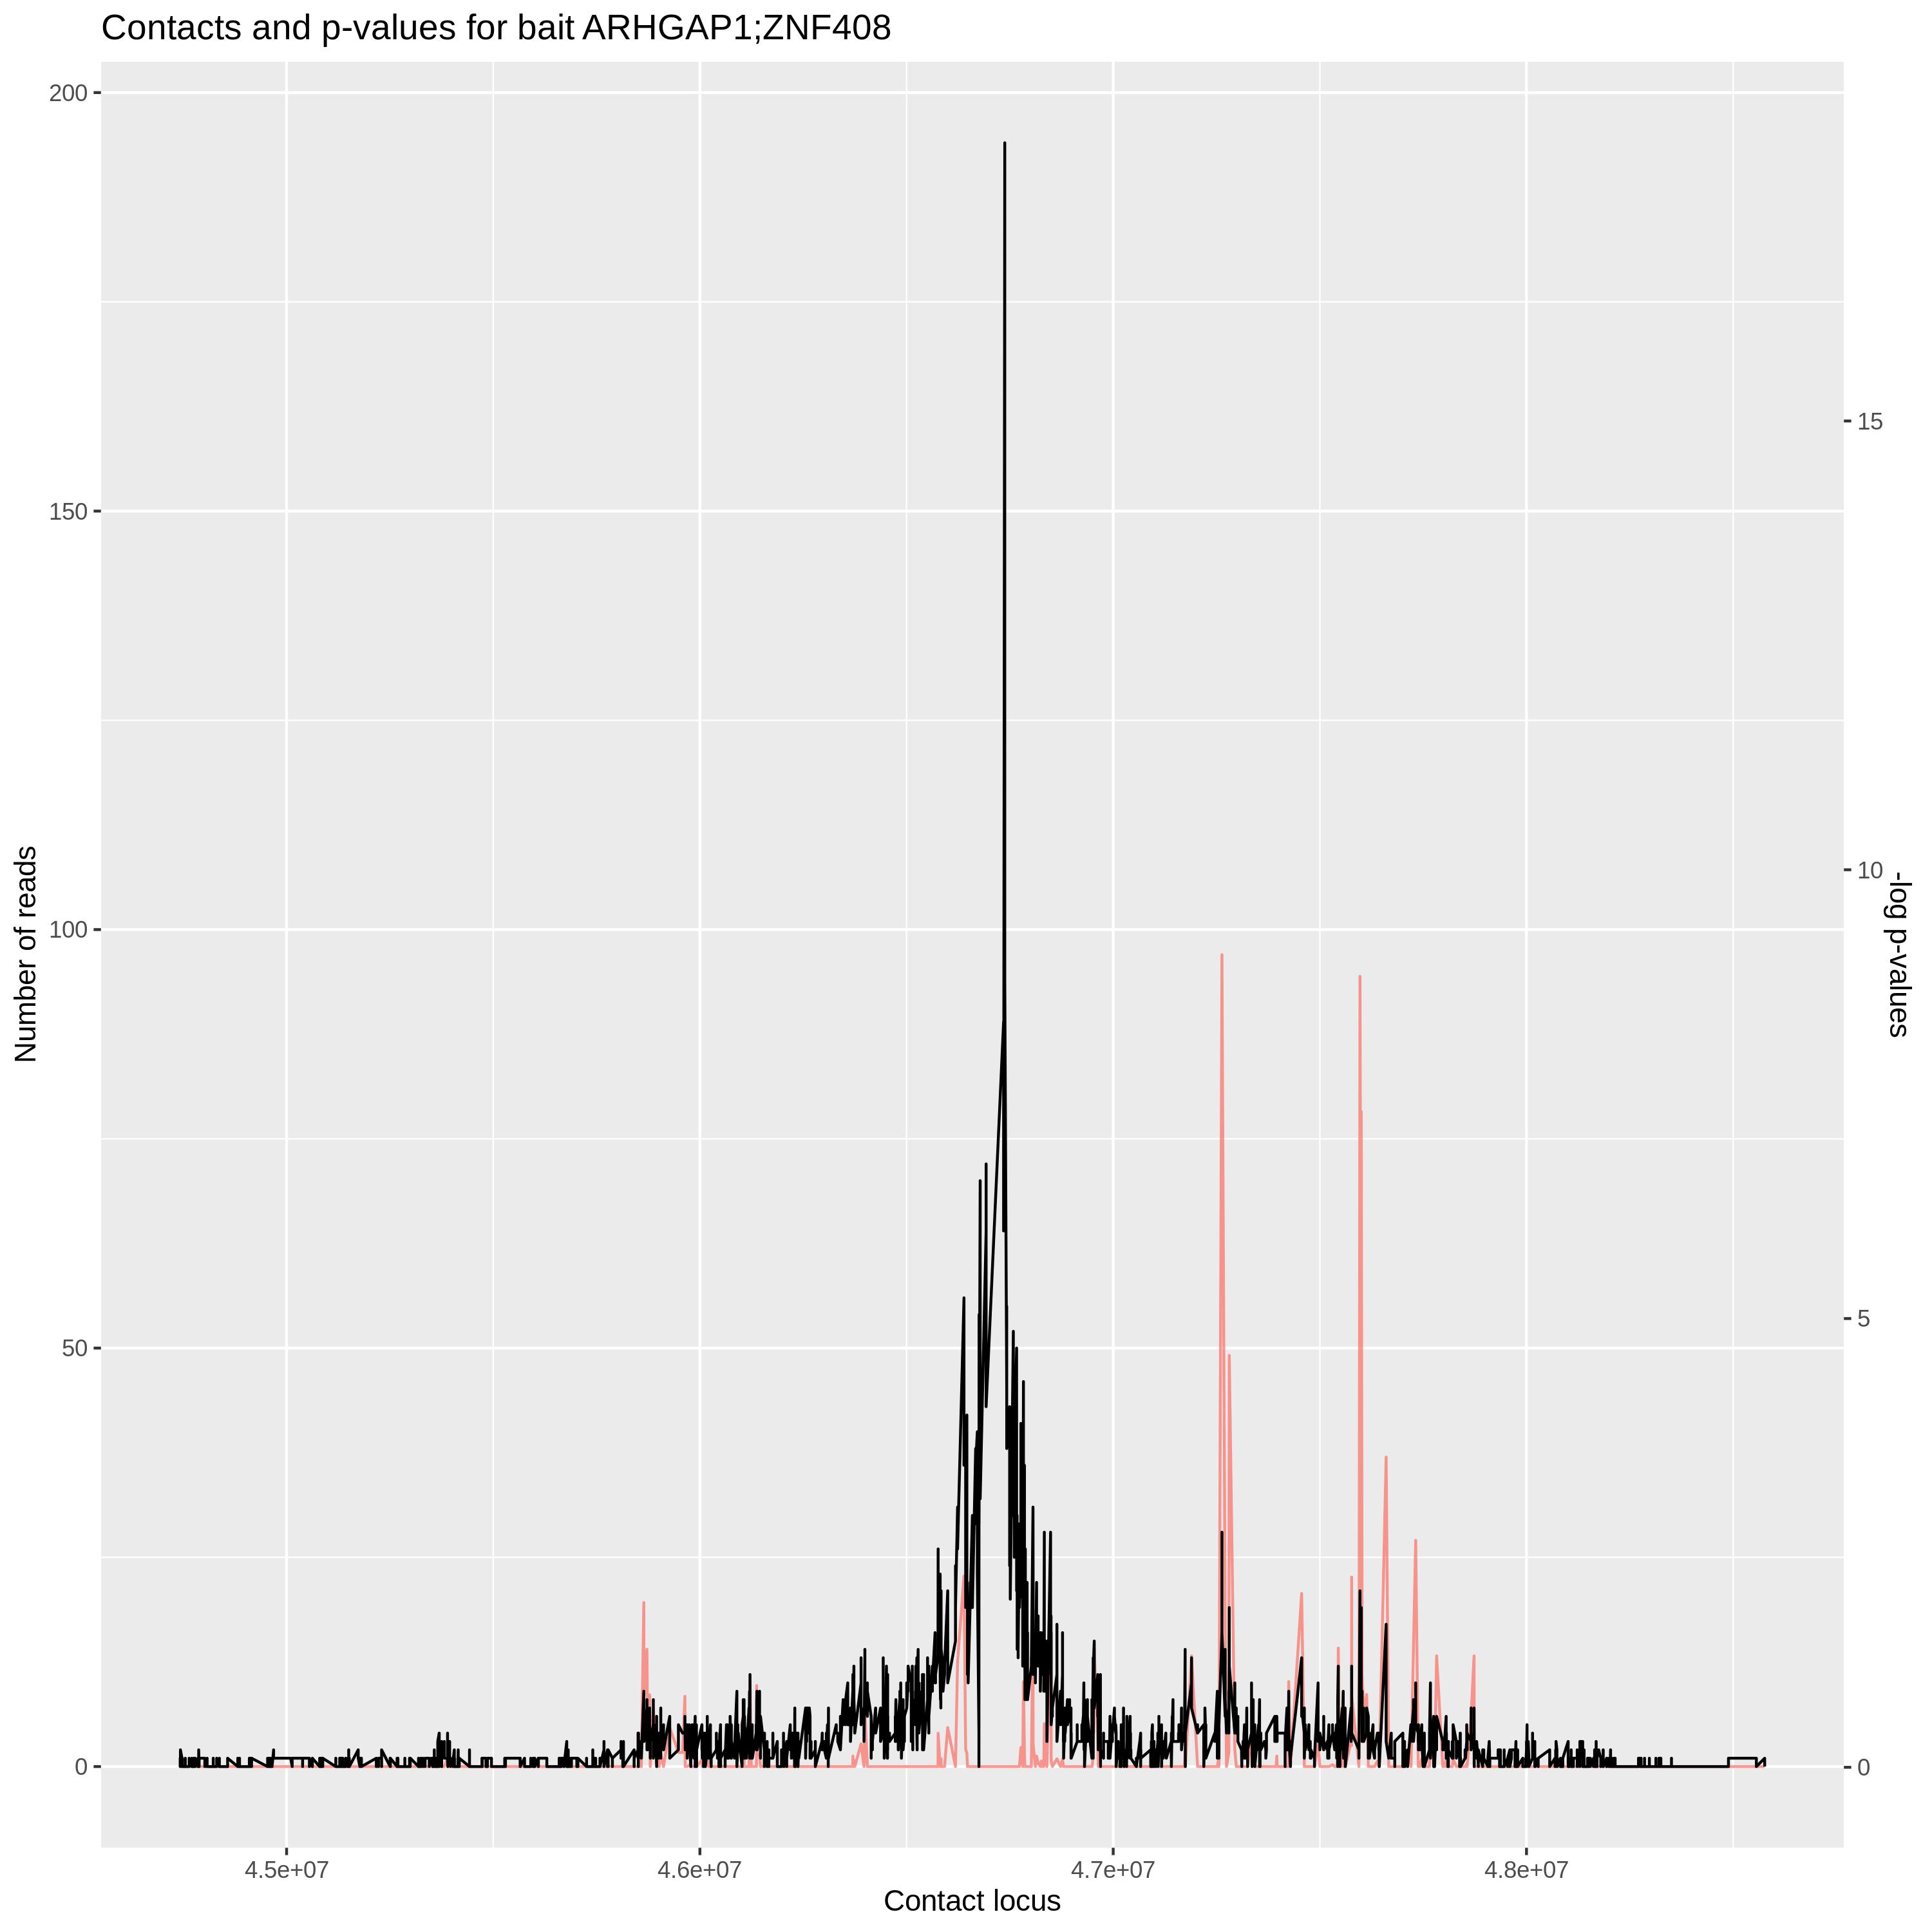 Contacts and p-values for bait ARHGAP1;ZNF408
200
150
100
50
0
Number of reads
15
10
5
0
-log p-values
4.5e+07 4.6e+07 4.7e+07 4.8e+07
Contact locus